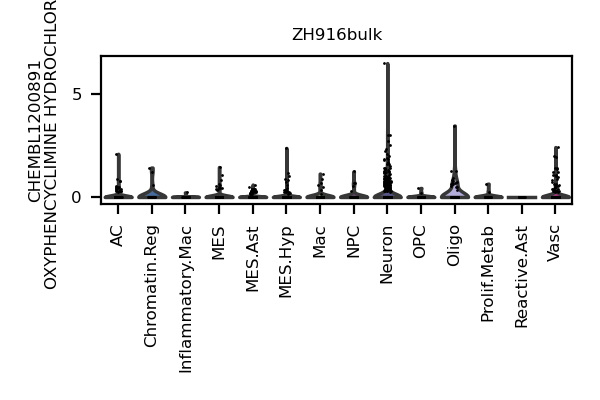 ZH916bulk
CHEMBL1200891
OXYPHENCYCLIMINE HYDROCHLOR
5
0
AC
Chromatin.Reg
Inflammatory.Mac
MES
MES.Ast
MES.Hyp
Mac
NPC
Neuron
OPC
Oligo
Prolif.Metab
Reactive.Ast
Vasc